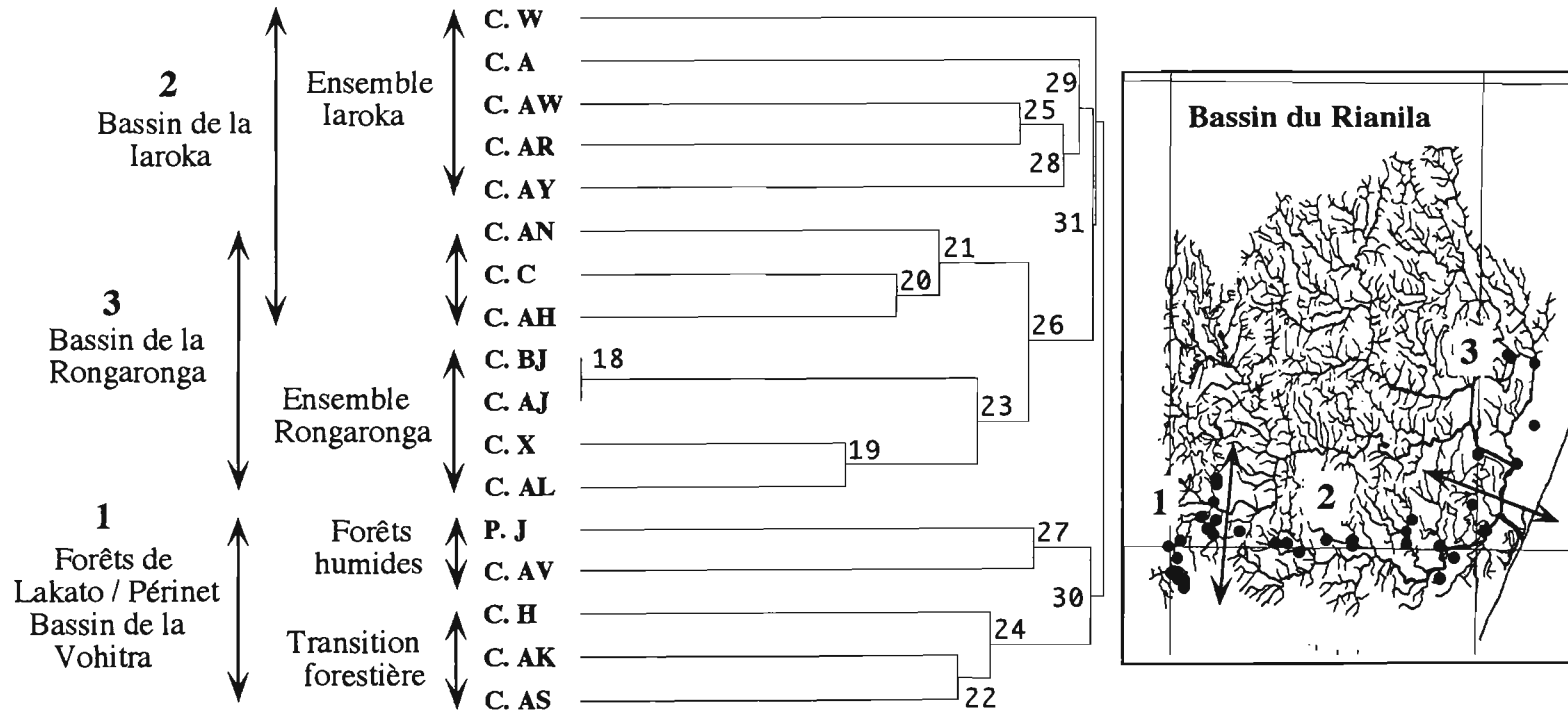 2
Bassin de la
Iaroka
3
Bassin de la
Rongaronga
1
Forêts de
Lakato / Périnet
Bassin de la
Vohitra
Ensemble
Iaroka
Ensemble
Rongaronga
Forêts
humides
Transition
forestière
C. W
C. A
C. AW
C. AR
C. AY
C. AN
C. C
C. AH
C. BJ
C. AJ
C. X
C. AL
P. J
C. AV
C. H
C. AK
C. AS
29
25
28
31
21
20
26
18
23
19
27
30
24
22
Bassin du Rianila
3
1
2